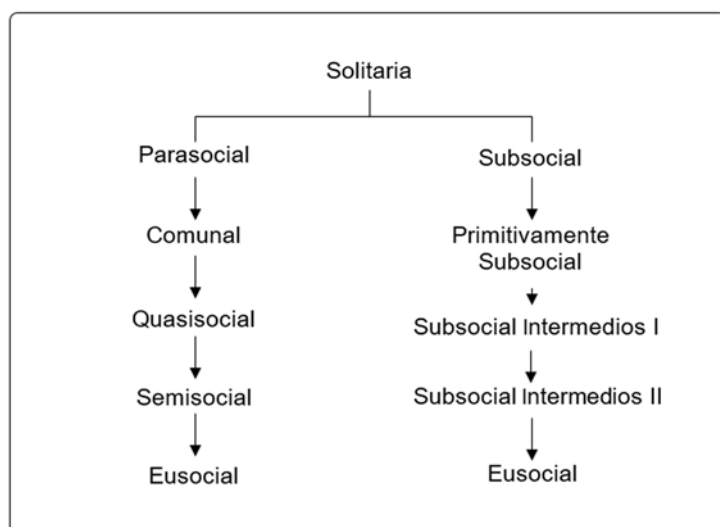 Solitaria
Parasocial
Subsocial
Comunal
Primitivamente
Subsocial
Quasisocial
Subsocial Intermedios I
Semisocial
Subsocial Intermedios II
Eusocial
Eusocial